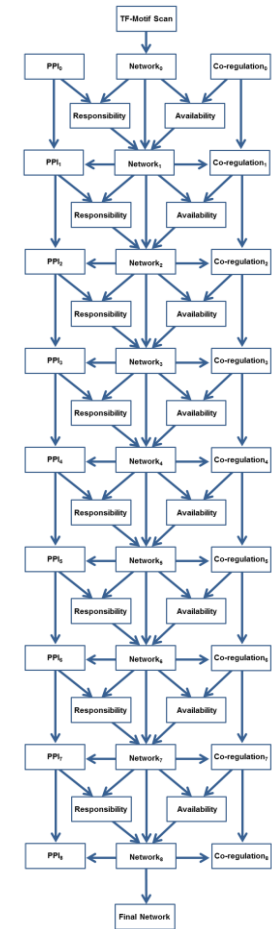 TF-Motif Scan
PPI₀ Network₀ Co-regulation₀
Responsibility Availability
PPI₁ Network₁ Co-regulation₁
Responsibility Availability
PPI₂ Network₂ Co-regulation₂
Responsibility Availability
PPI₃ Network₃ Co-regulation₃
Responsibility Availability
PPI₄ Network₄ Co-regulation₄
Responsibility Availability
PPI₅ Network₅ Co-regulation₅
Responsibility Availability
PPI₆ Network₆ Co-regulation₆
Responsibility Availability
PPI₇ Network₇ Co-regulation₇
Responsibility Availability
PPI₈ Network₈ Co-regulation₈
Final Network